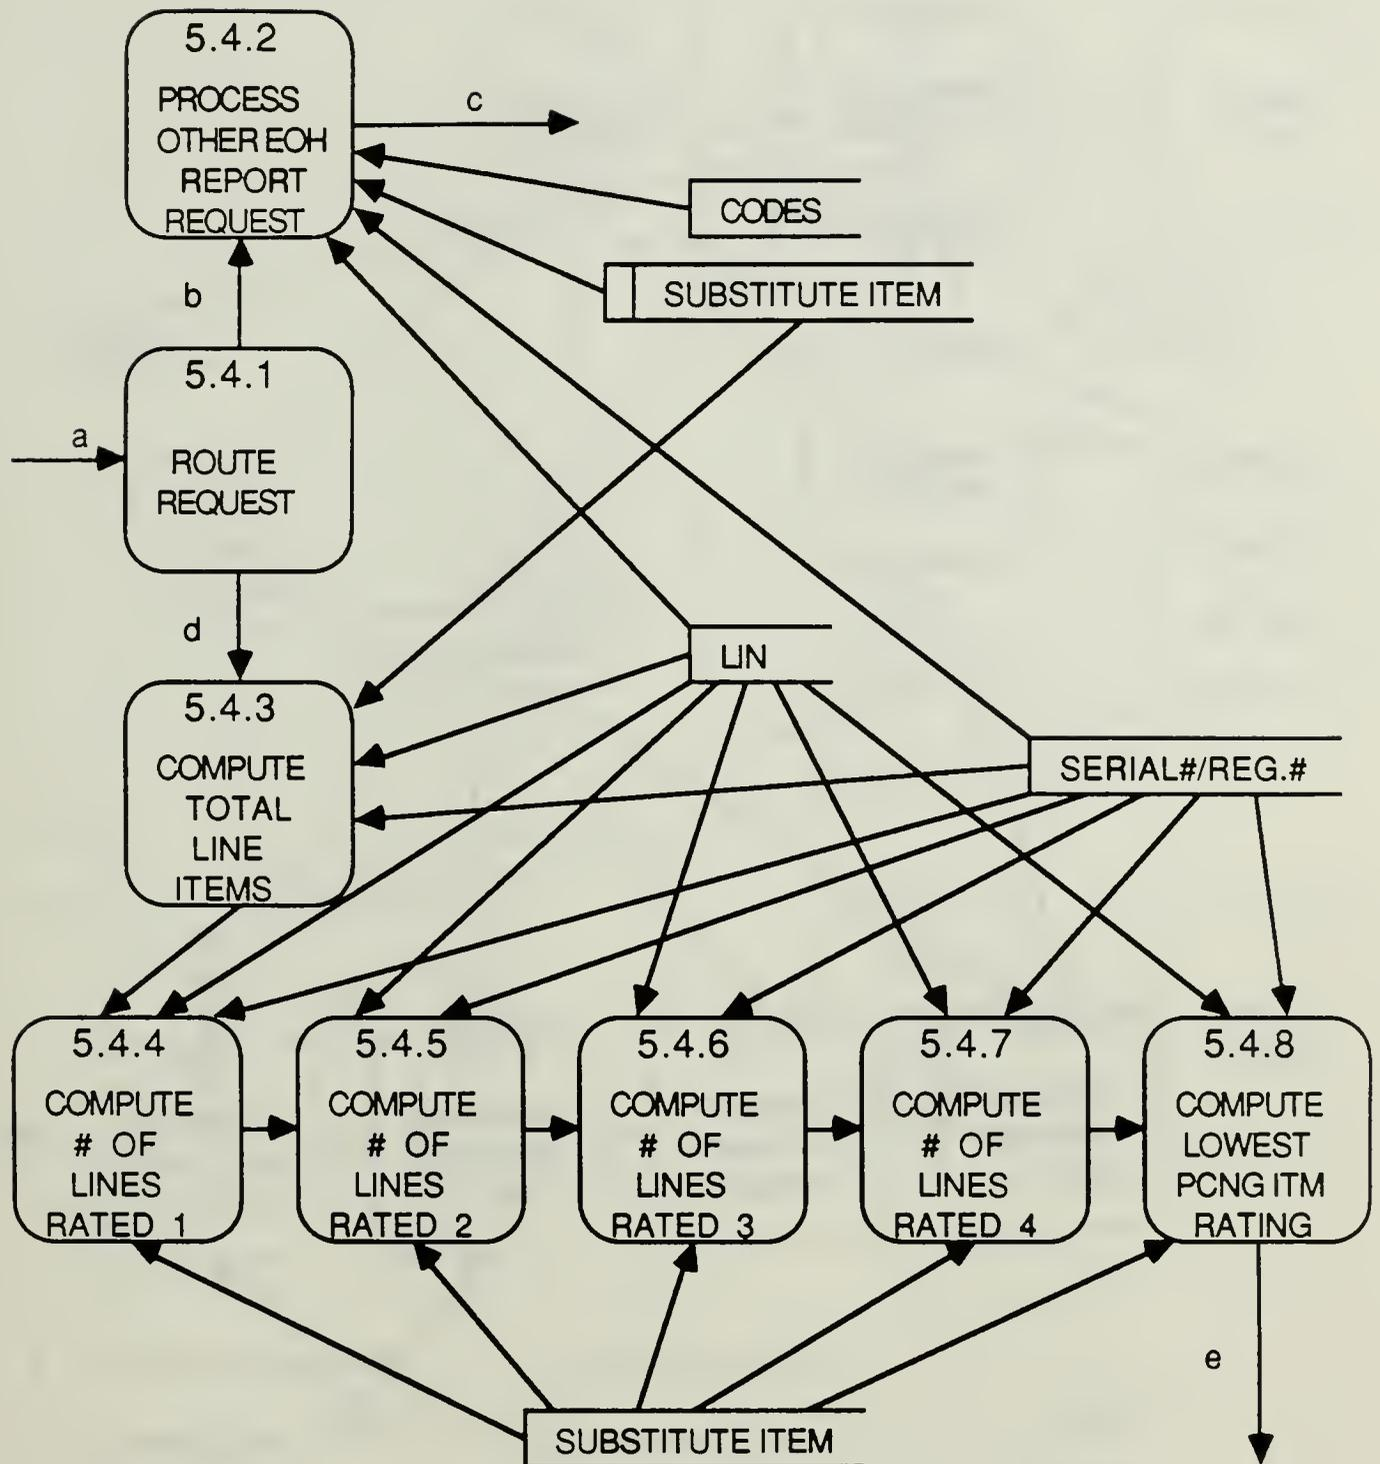 5.4.2
PROCESS
OTHER EOH
REPORT
REQUEST
c
CODES
SUBSTITUTE ITEM
b
5.4.1
ROUTE
REQUEST
a
d
LIN
5.4.3
COMPUTE
TOTAL
LINE
ITEMS
SERIAL#/REG.#
5.4.4
COMPUTE
# OF
LINES
RATED 1
5.4.5
COMPUTE
# OF
LINES
RATED 2
5.4.6
COMPUTE
# OF
LINES
RATED 3
5.4.7
COMPUTE
# OF
LINES
RATED 4
5.4.8
COMPUTE
LOWEST
PCNG ITM
RATING
e
SUBSTITUTE ITEM